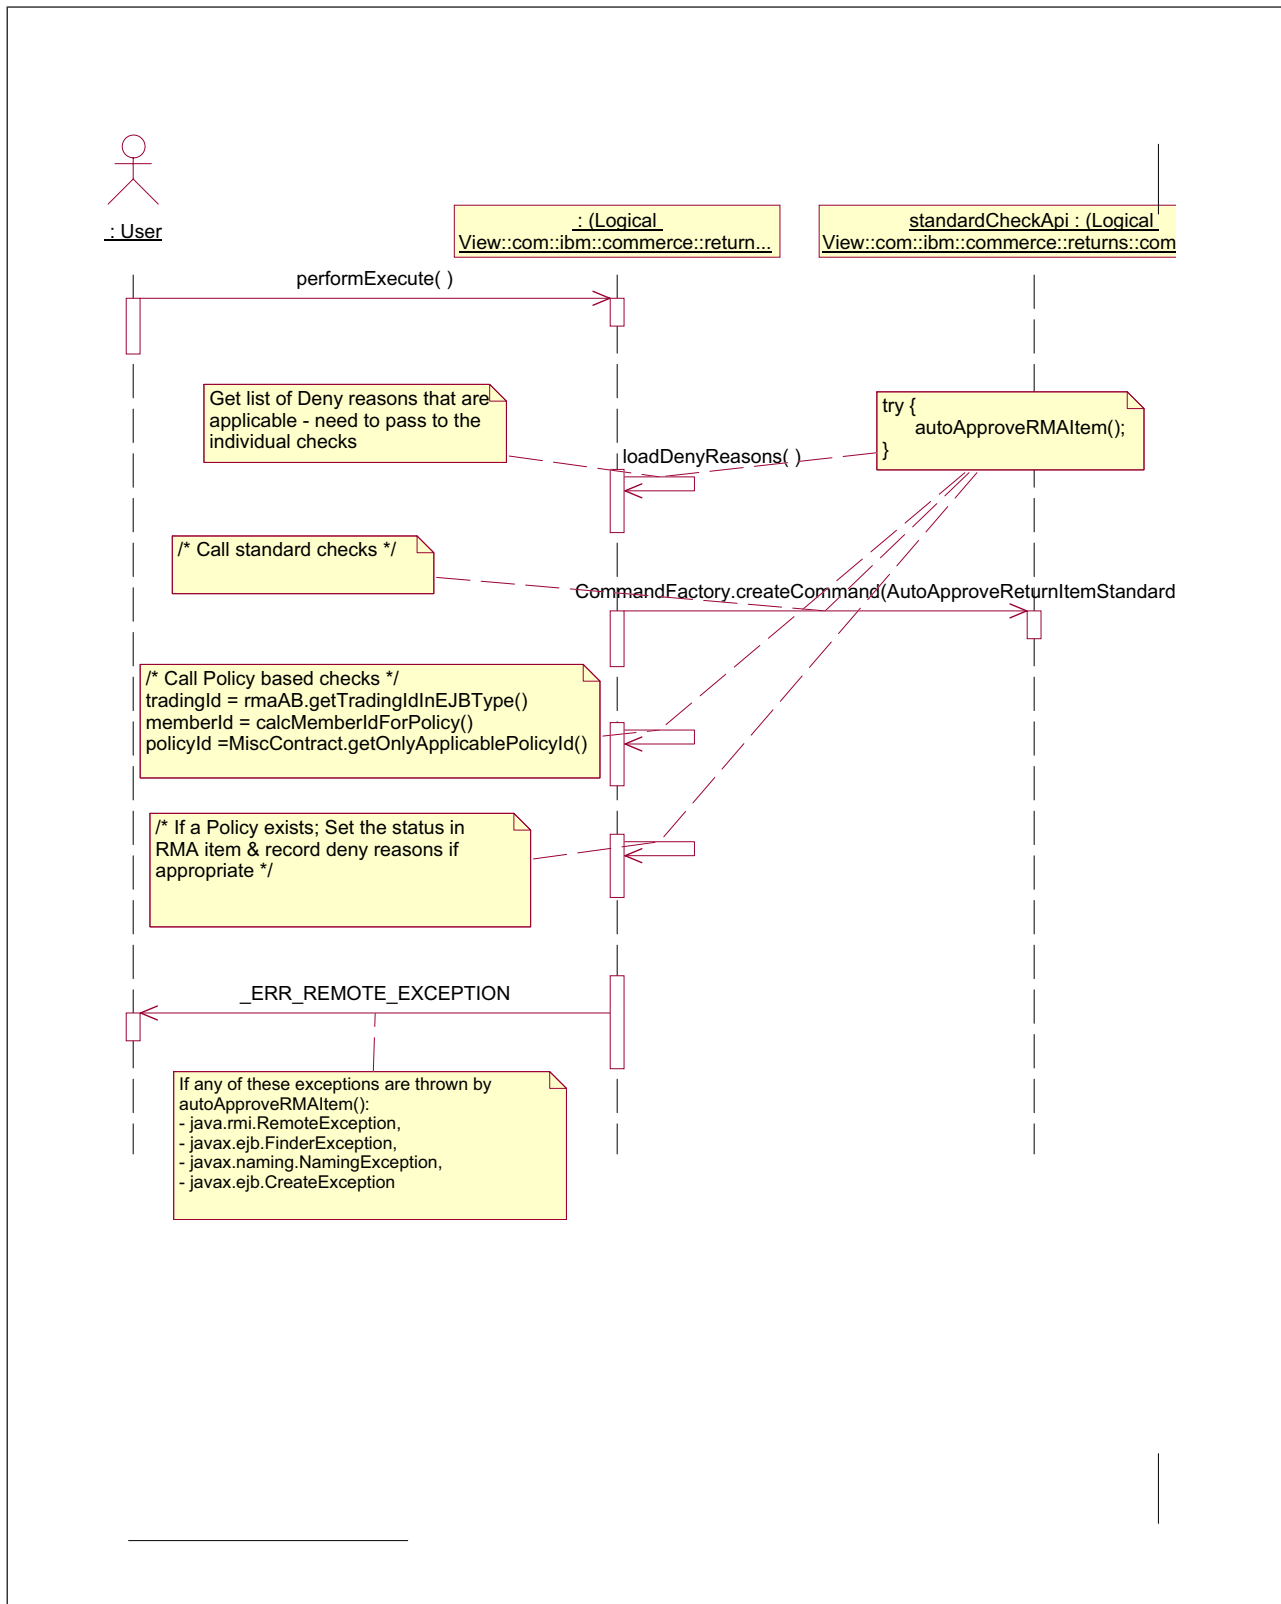 : User
: (Logical
View::com::ibm::commerce::return...
standardCheckApi : (Logical
View::com::ibm::commerce::returns::com
performExecute( )
Get list of Deny reasons that are
applicable - need to pass to the
individual checks
try {
autoApproveRMAItem();
}
loadDenyReasons( )
/* Call standard checks */
CommandFactory.createCommand(AutoApproveReturnItemStandard
/* Call Policy based checks */
tradingId = rmaAB.getTradingIdInEJBType()
memberId = calcMemberIdForPolicy()
policyId =MiscContract.getOnlyApplicablePolicyId()
/* If a Policy exists; Set the status in
RMA item & record deny reasons if
appropriate */
_ERR_REMOTE_EXCEPTION
If any of these exceptions are thrown by
autoApproveRMAItem():
- java.rmi.RemoteException,
- javax.ejb.FinderException,
- javax.naming.NamingException,
- javax.ejb.CreateException